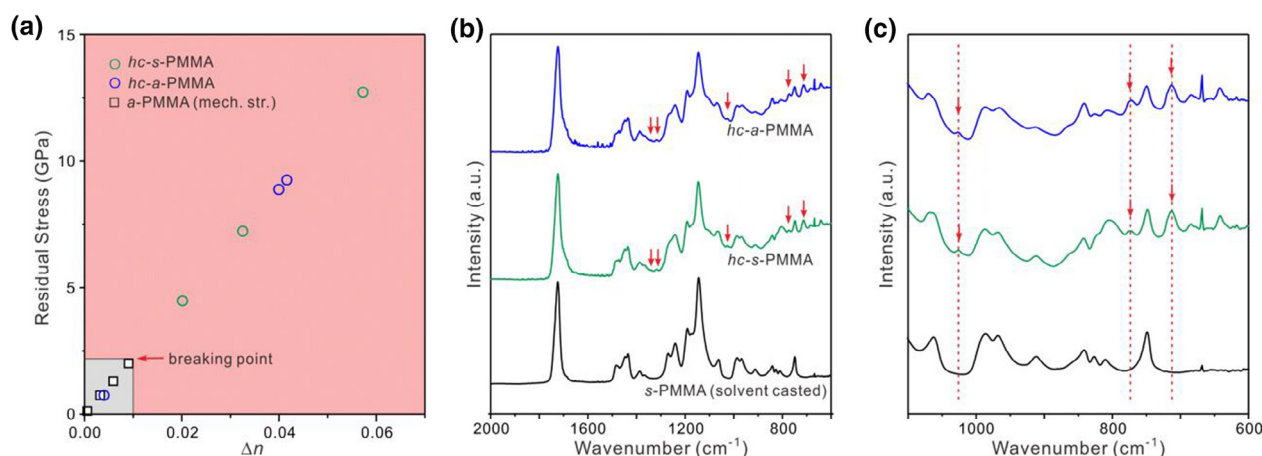 (a)
Residual Stress (GPa)
15
10
5
0
hc-s-PMMA
hc-a-PMMA
a-PMMA (mech. str.)
breaking point
0.00 0.02 0.04 0.06
Δn
(b)
Intensity (a.u.)
hc-a-PMMA
hc-s-PMMA
s-PMMA (solvent casted)
2000 1600 1200 800
Wavenumber (cm-1)
(c)
Intensity (a.u.)
1000 800 600
Wavenumber (cm-1)